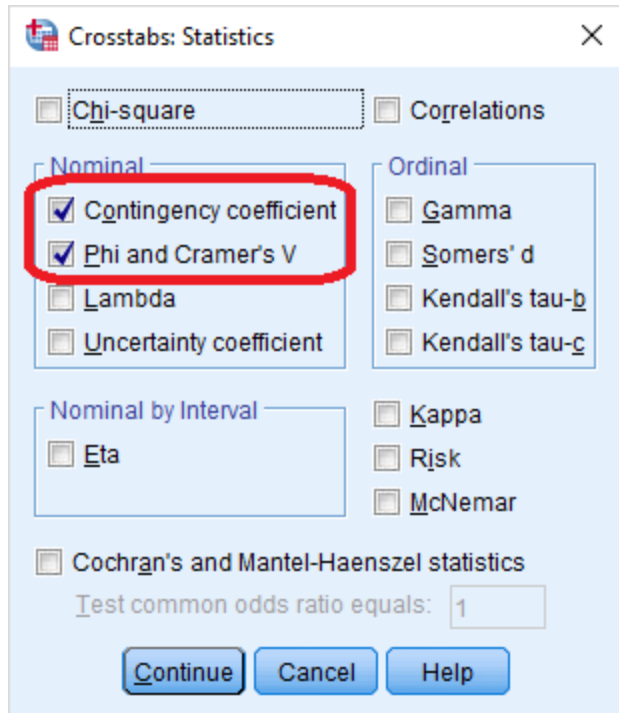 Crosstabs: Statistics
Chi-square
Correlations
Nominal
Contingency coefficient
Phi and Cramer's V
Lambda
Uncertainty coefficient
Ordinal
Gamma
Somers' d
Kendall's tau-b
Kendall's tau-c
Nominal by Interval
Eta
Kappa
Risk
McNemar
Cochran's and Mantel-Haenszel statistics
Test common odds ratio equals: 1
Continue Cancel Help